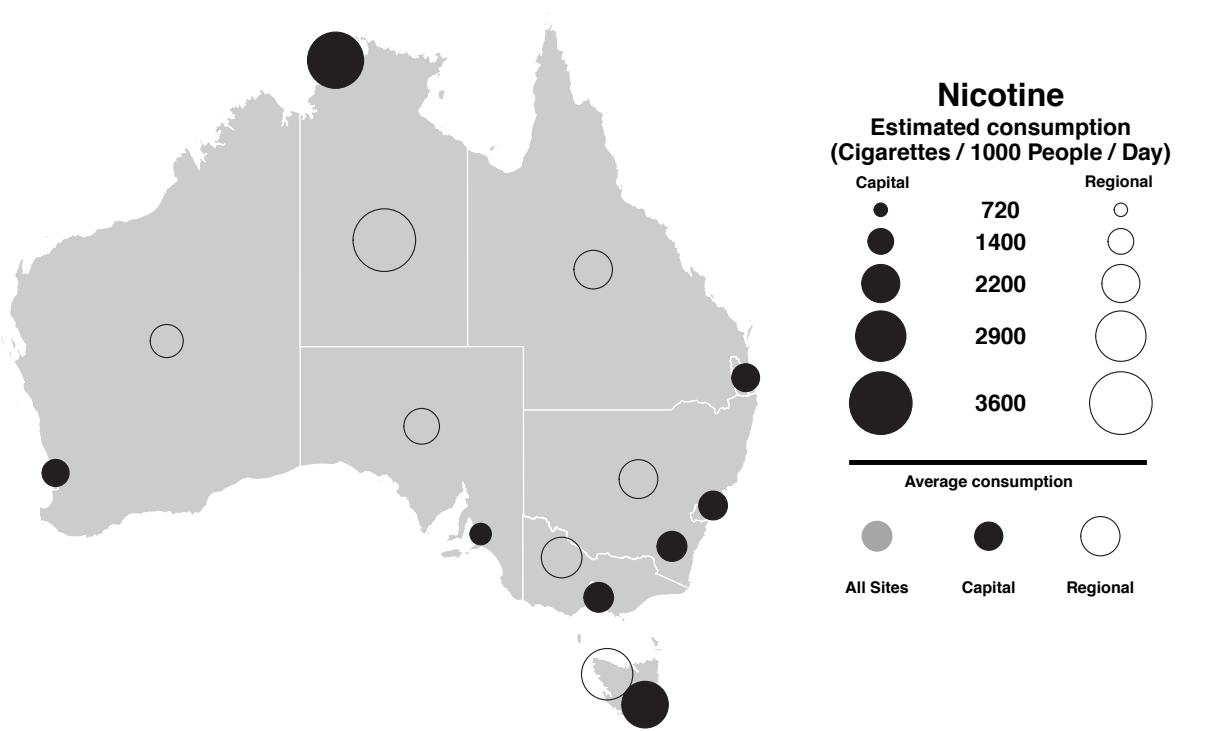 Nicotine
Estimated consumption
(Cigarettes / 1000 People / Day)
Capital Regional
720
1400
2200
2900
3600
Average consumption
All Sites Capital Regional